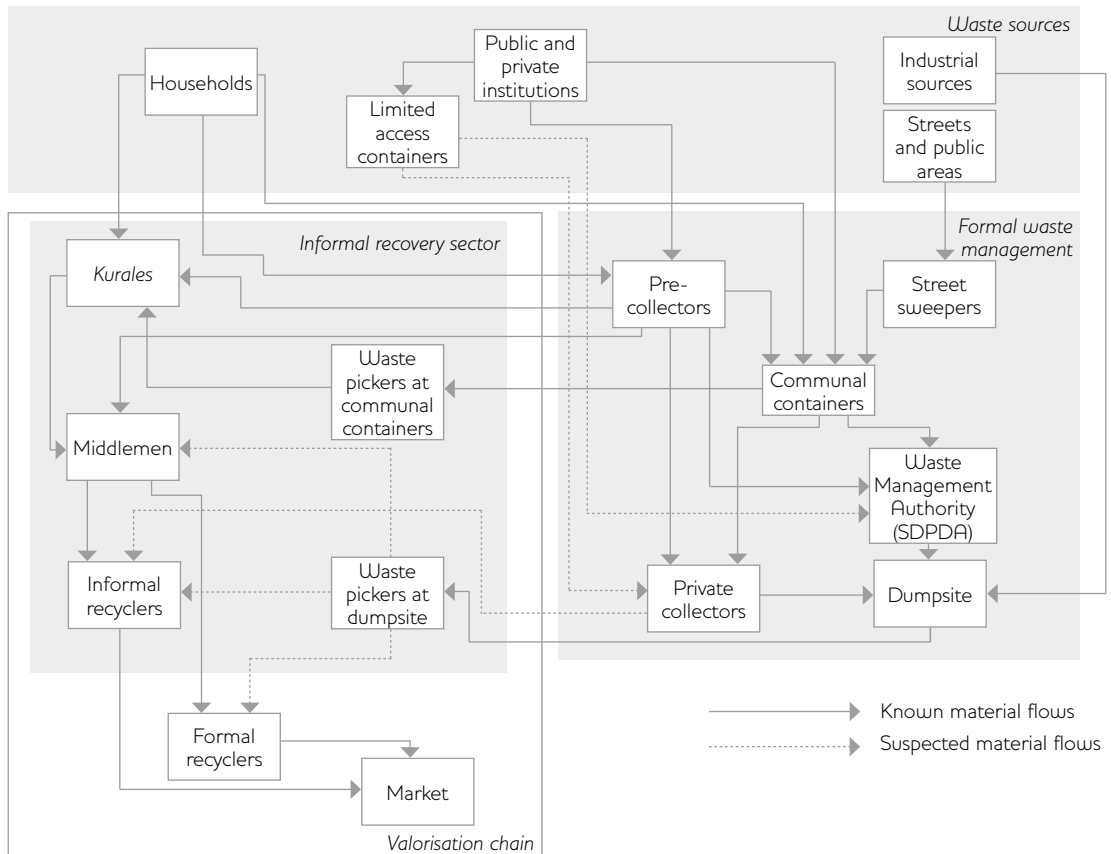 Waste sources
Public and
private
institutions
Industrial
sources
Households
Limited
access
containers
Streets
and public
areas
Informal recovery sector
Formal waste
management
Kurales
Pre-
collectors
Street
sweepers
Waste
pickers at
communal
containers
Communal
containers
Middlemen
Waste
Management
Authority
(SDPDA)
Informal
recyclers
Waste
pickers at
dumpsite
Private
collectors
Dumpsite
Formal
recyclers
Market
Valorisation chain
Known material flows
Suspected material flows